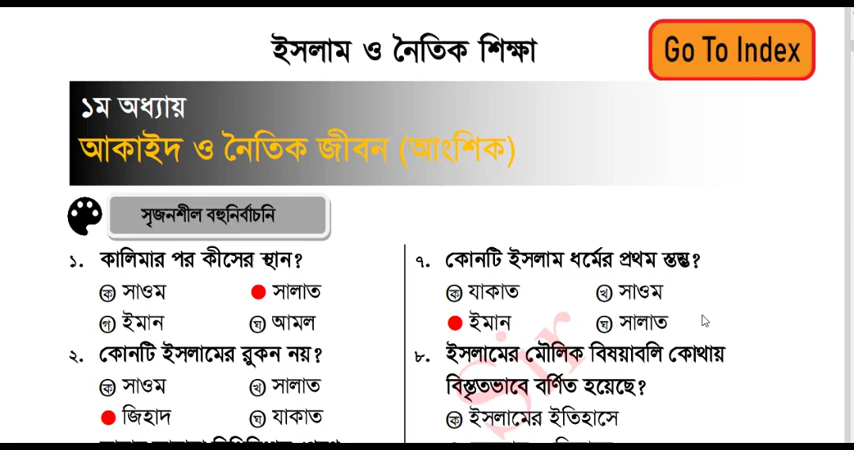 ইসলাম ও নৈতিক শিক্ষা
Go To Index
১ম অধ্যায়
আকাইদ ও নৈতিক জীবন (আংশিক)
সৃজনশীল বহুনির্বাচনি
১. কালিমার পর কীসের স্থান?
ক সাওম সালাত
গ ইমান ঘ আমল
২. কোনটি ইসলামের রুকন নয়?
ক সাওম খ সালাত
জিহাদ ঘ যাকাত
৭. কোনটি ইসলাম ধর্মের প্রথম স্তম্ভ?
ক যাকাত খ সাওম
ইমান ঘ সালাত
৮. ইসলামের মৌলিক বিষয়াবলি কোথায়
বিস্তৃতভাবে বর্ণিত হয়েছে?
ক ইসলামের ইতিহাসে
Sir